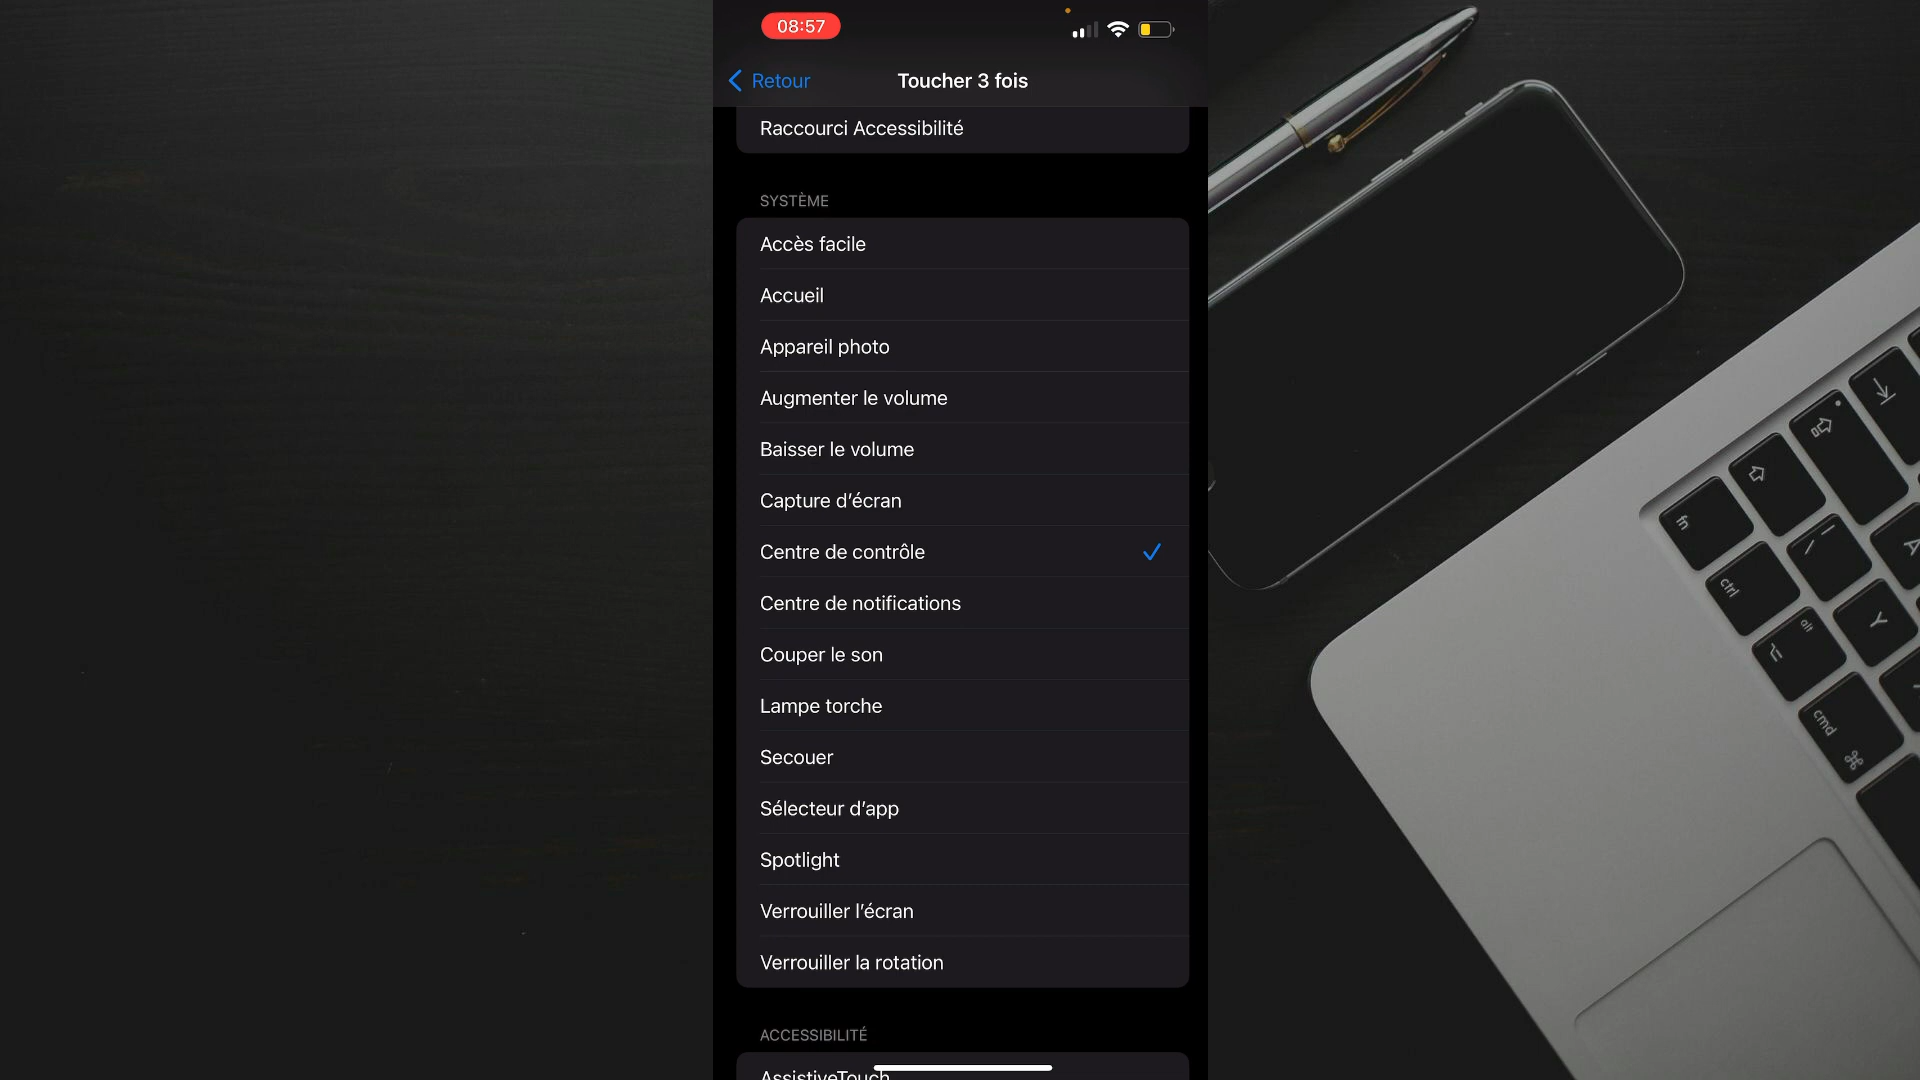 08:57
Retour
Toucher 3 fois
Raccourci Accessibilité
SYSTÈME
Accès facile
Accueil
Appareil photo
Augmenter le volume
Baisser le volume
Capture d’écran
Centre de contrôle
Centre de notifications
Couper le son
Lampe torche
Secouer
Sélecteur d’app
Spotlight
Verrouiller l’écran
Verrouiller la rotation
ACCESSIBILITÉ
AssistiveTouch
fn
ctrl
alt
cmd
A
Y